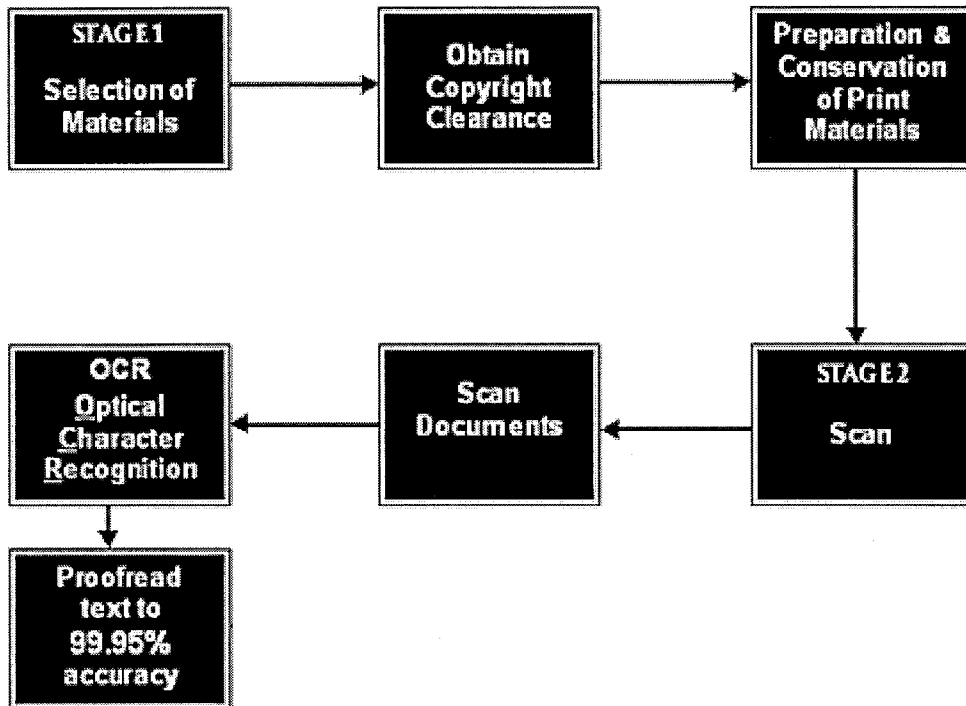 STAGE 1
Selection of
Materials
Obtain
Copyright
Clearance
Preparation &
Conservation
of Print
Materials
STAGE 2
Scan
Scan
Documents
OCR
Optical
Character
Recognition
Proofread
text to
99.95%
accuracy